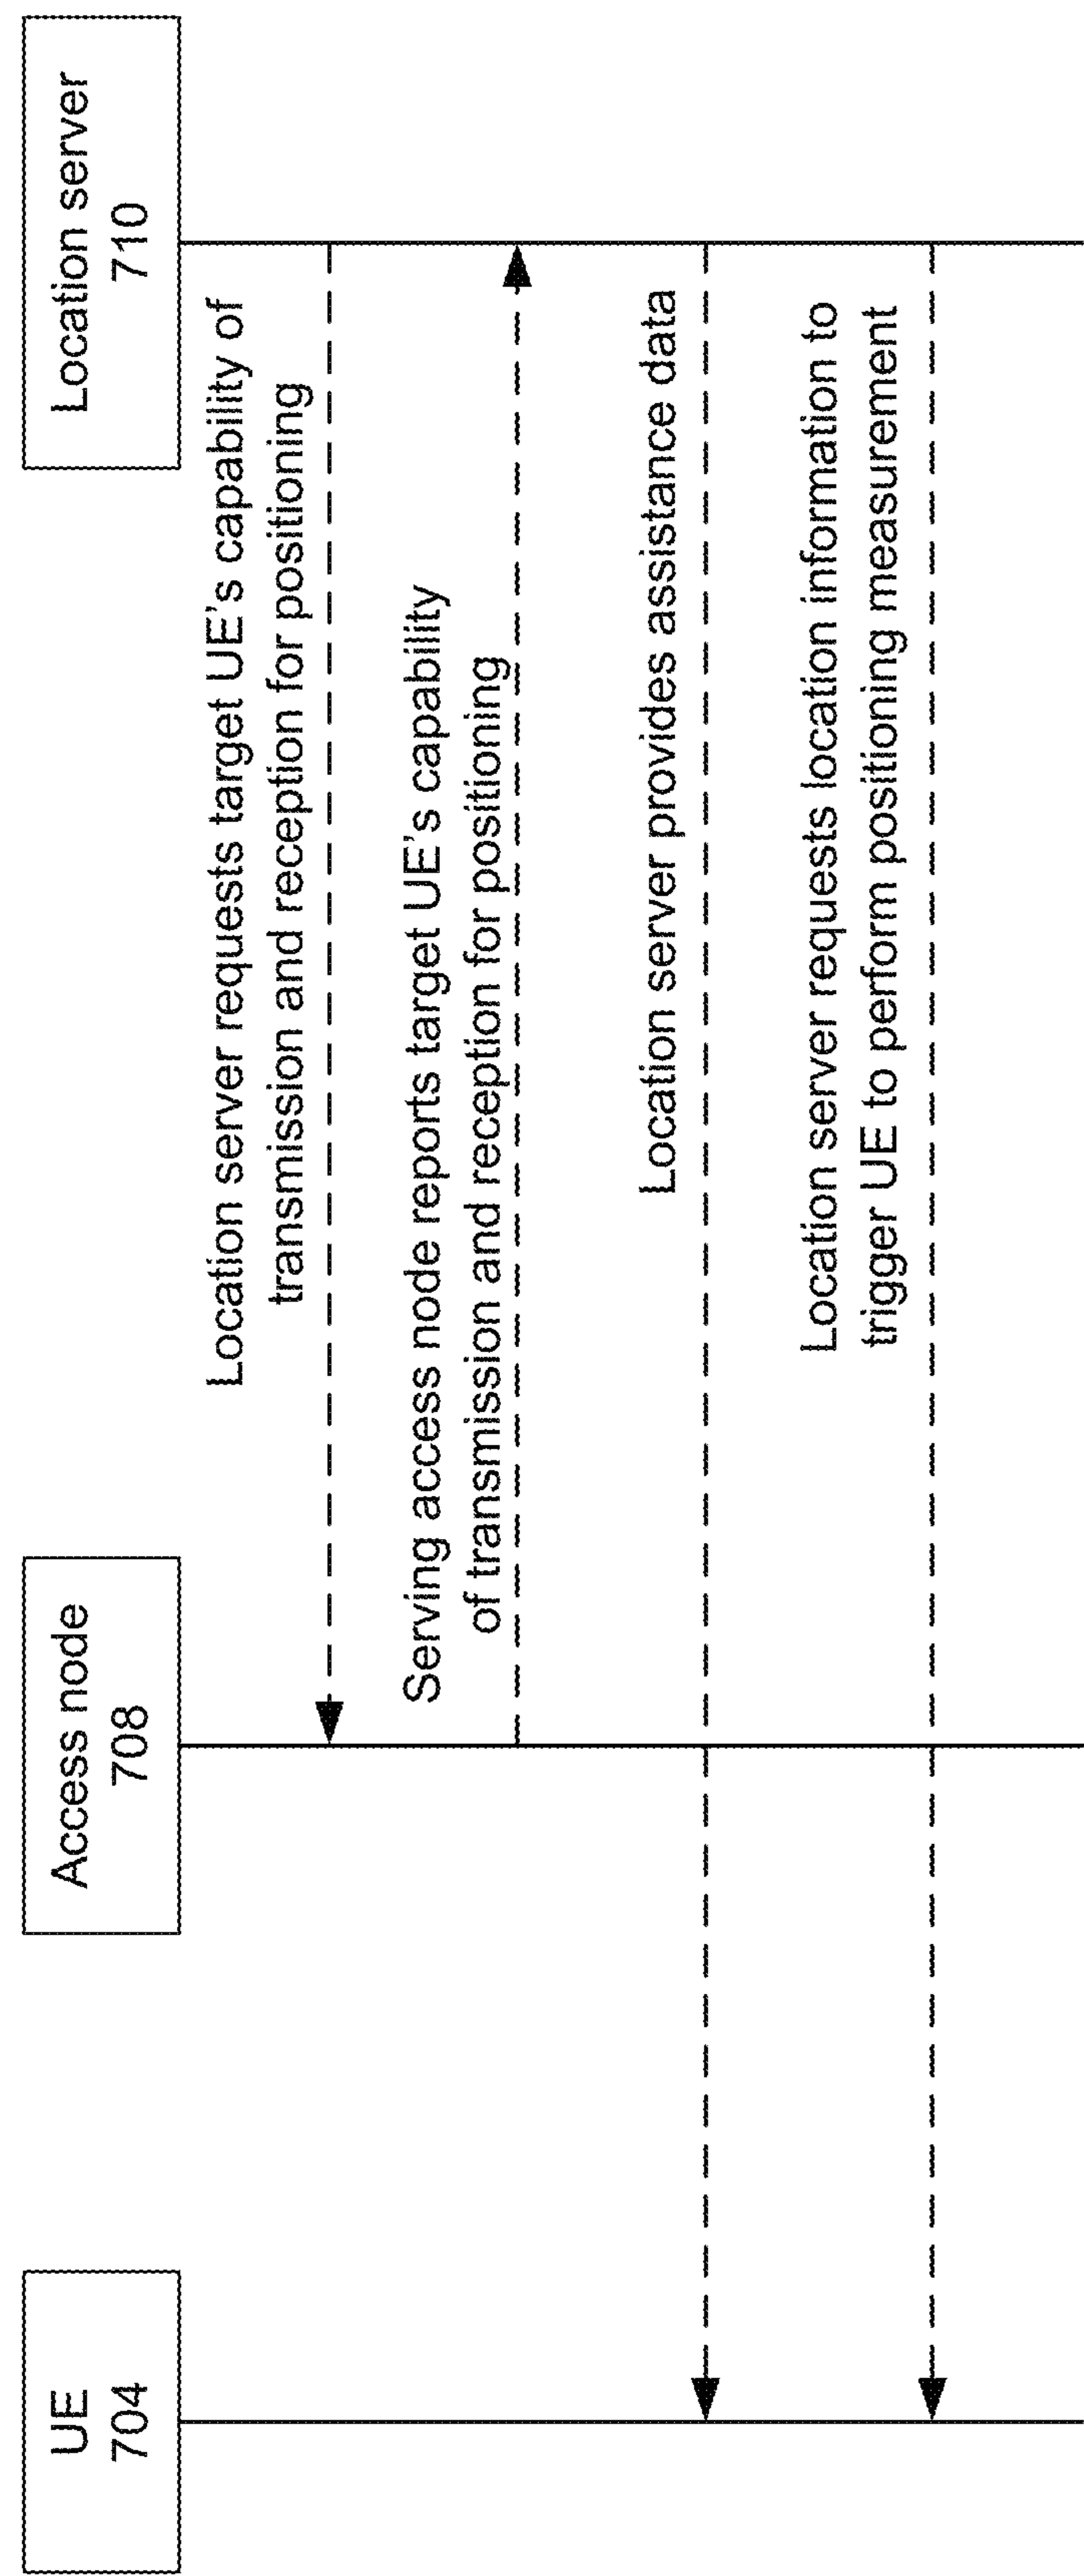 UE
704
Access node
708
Location server
710
Location server requests target UE's capability of
transmission and reception for positioning
Serving access node reports target UE's capability
of transmission and reception for positioning
Location server provides assistance data
Location server requests location information to
trigger UE to perform positioning measurement